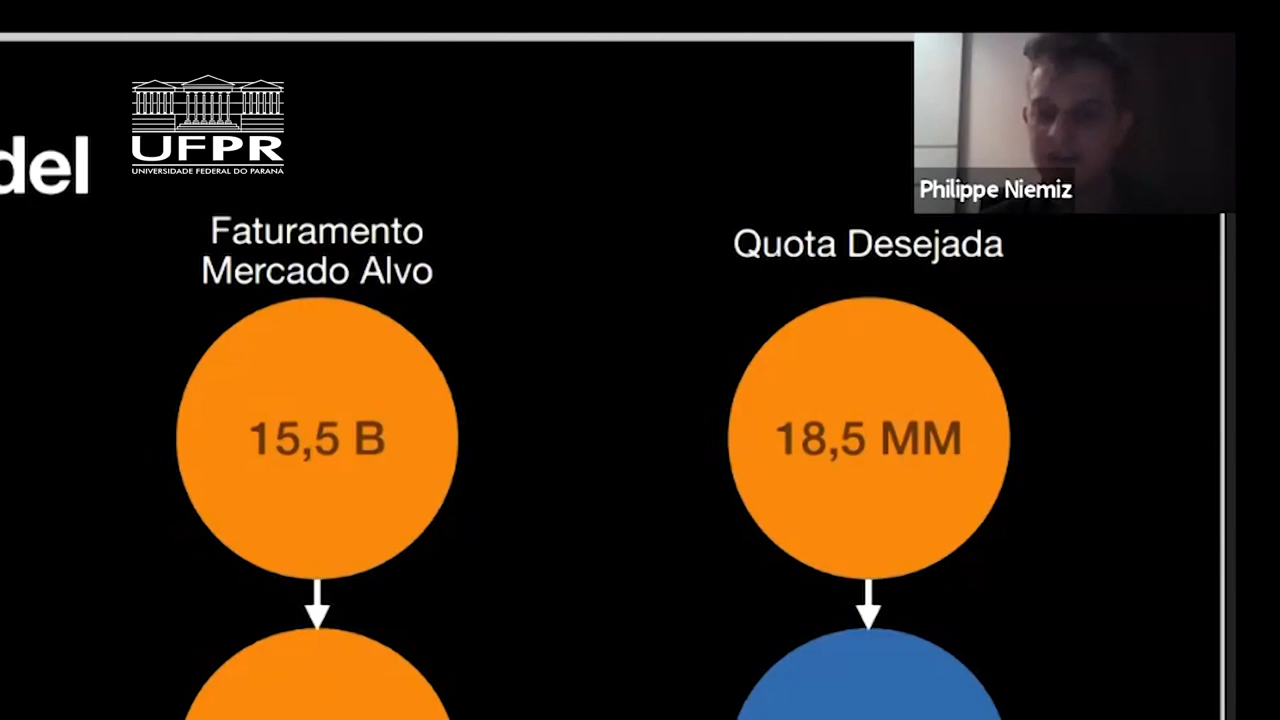 del
UFPR
UNIVERSIDADE FEDERAL DO PARANÁ
Philippe Niemiz
Faturamento
Mercado Alvo
Quota Desejada
15,5 B
18,5 MM